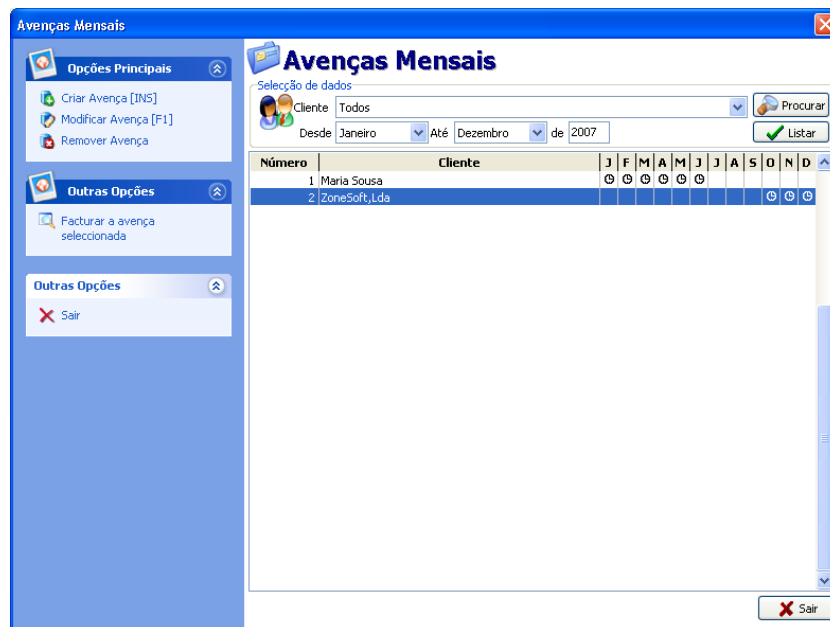 Avenças Mensais
Opções Principais
Criar Avença [INS]
Modificar Avença [F1]
Remover Avença
Outras Opções
Facturar a avença
seleccionada
Outras Opções
Sair
Avenças Mensais
Selecção de dados
Cliente Todos Procurar
Desde Janeiro Até Dezembro de 2007 Listar
Número Cliente J F M A M J J A S O N D
1 Maria Sousa
2 ZoneSoft,Lda
Sair